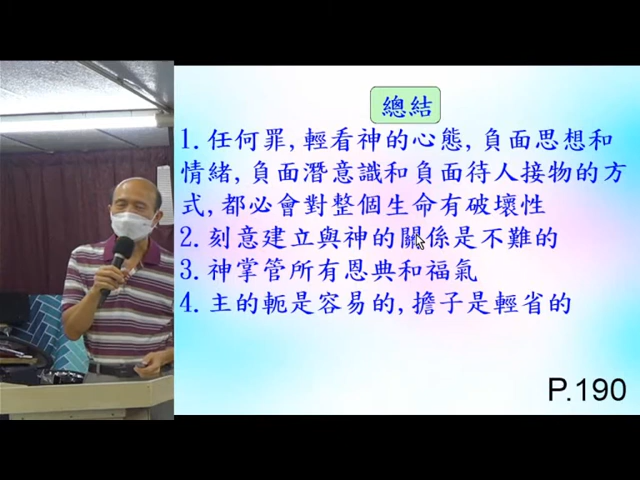 總結
1.任何罪,輕看神的心態,負面思想和
情緒,負面潛意識和負面待人接物的方
式,都必會對整個生命有破壞性
2.刻意建立與神的關係是不難的
3.神掌管所有恩典和福氣
4.主的軛是容易的,擔子是輕省的
P.190